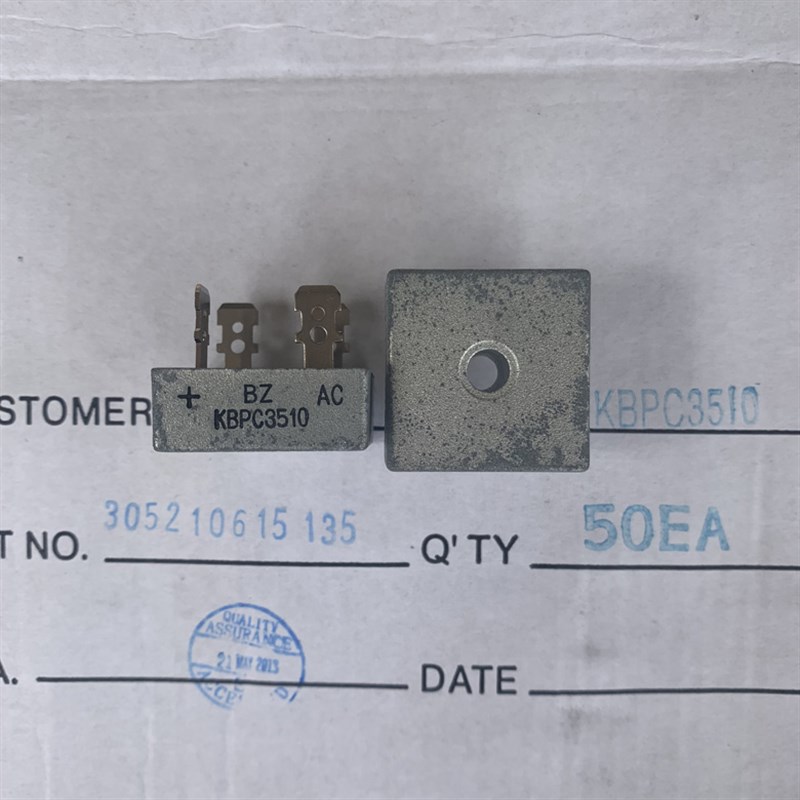 + BZ AC
KBPC3510
STOMER KBPC3510
T NO. 305210615 135 Q'TY 50EA
QUALITY
ASSURANCE
21 MAY 2013
A. DATE